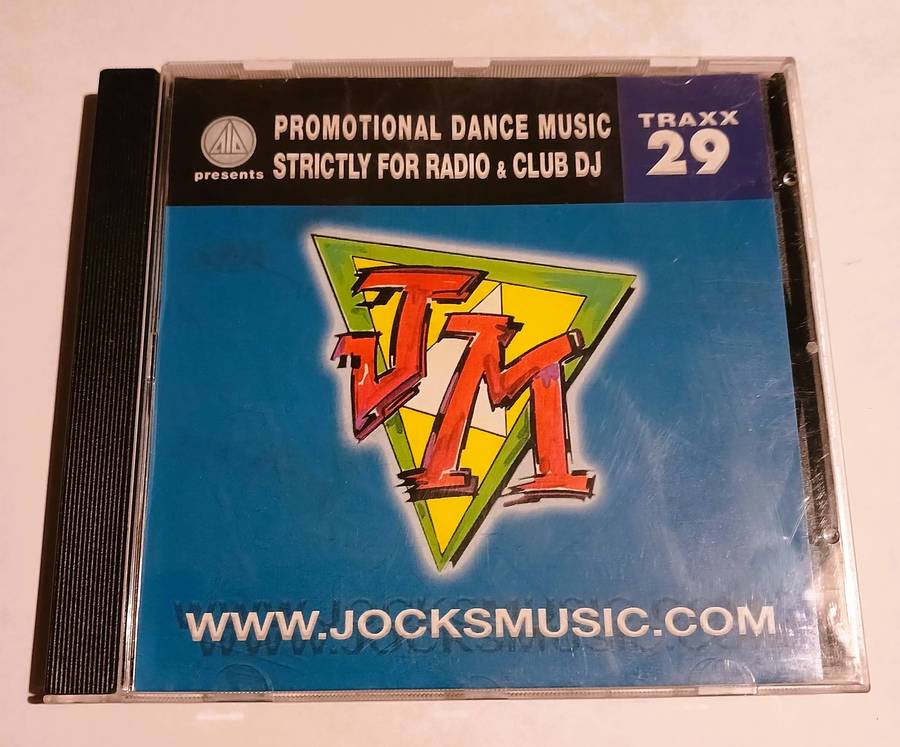 PROMOTIONAL DANCE MUSIC
presents STRICTLY FOR RADIO & CLUB DJ
TRAXX
29
JM
WWW.JOCKSMUSIC.COM